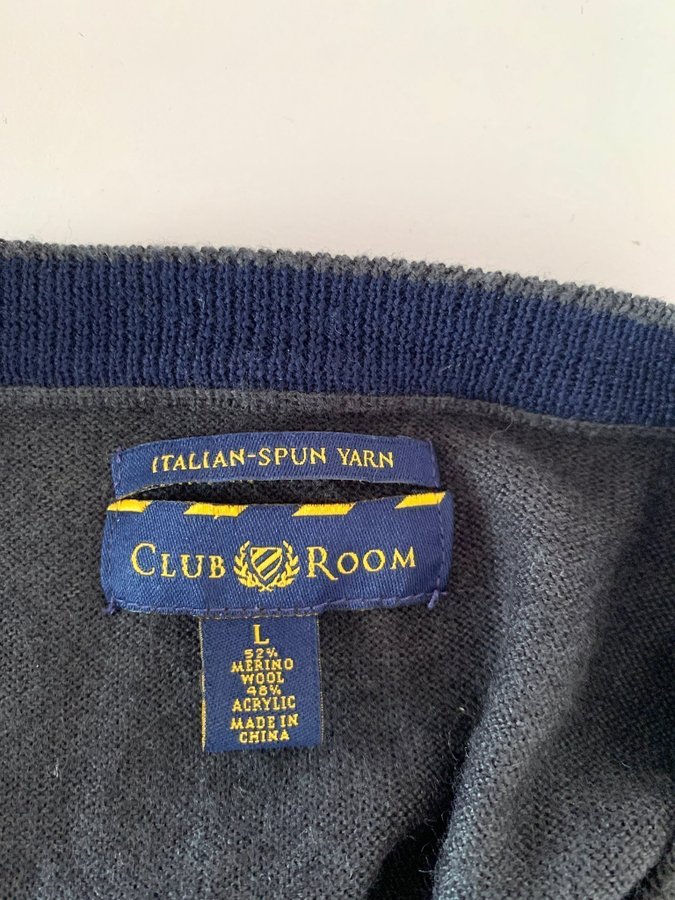 ITALIAN-SPUN YARN
CLUB ROOM
L
52%
MERINO
WOOL
48%
ACRYLIC
MADE IN
CHINA